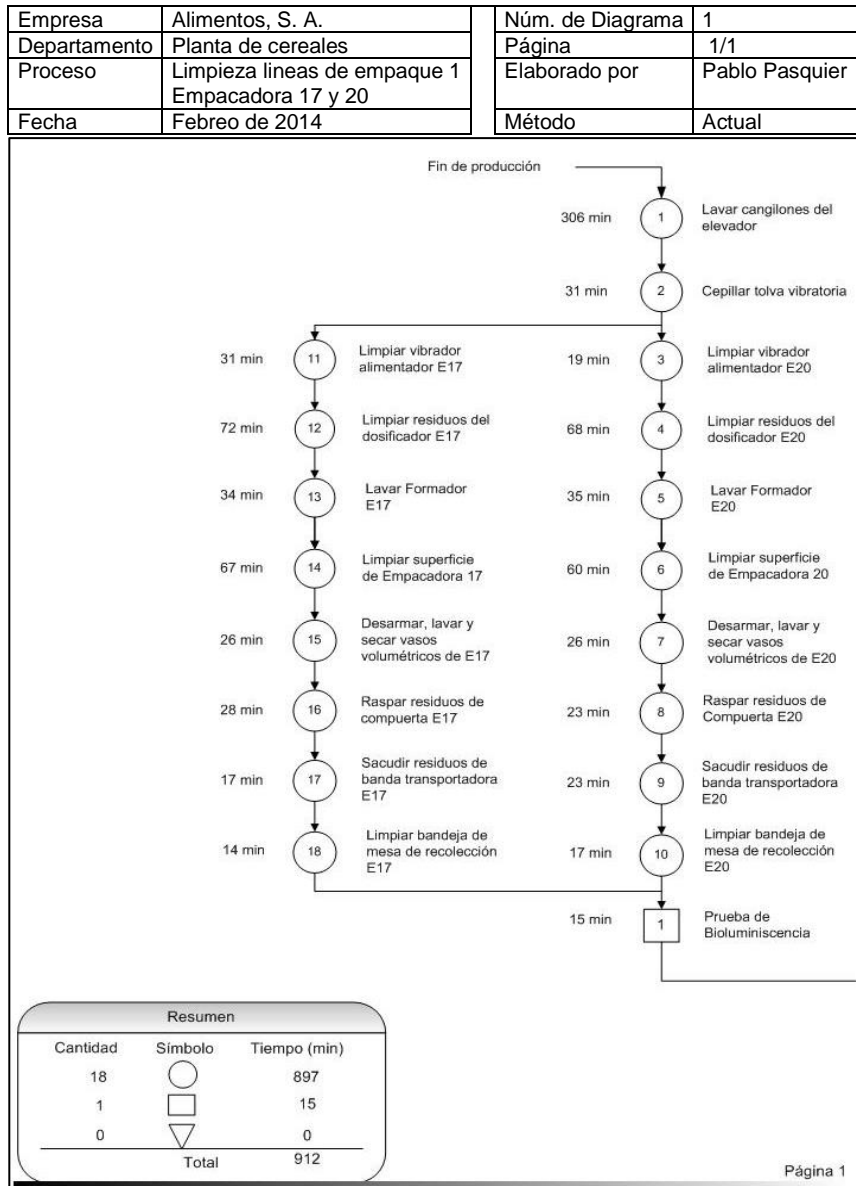 Empresa Alimentos, S. A. Núm. de Diagrama 1
Departamento Planta de cereales Página 1/1
Proceso Limpieza lineas de empaque 1 Elaborado por Pablo Pasquier
Empacadora 17 y 20
Fecha Febreo de 2014 Método Actual
Fin de producción
306 min 1 Lavar cangilones del
elevador
31 min 2 Cepillar tolva vibratoria
31 min 11 Limpiar vibrador
alimentador E17
19 min 3 Limpiar vibrador
alimentador E20
72 min 12 Limpiar residuos del
dosificador E17
68 min 4 Limpiar residuos del
dosificador E20
34 min 13 Lavar Formador
E17
35 min 5 Lavar Formador
E20
67 min 14 Limpiar superficie
de Empacadora 17
60 min 6 Limpiar superficie
de Empacadora 20
26 min 15 Desarmar, lavar y
secar vasos
volumétricos de E17
26 min 7 Desarmar, lavar y
secar vasos
volumétricos de E20
28 min 16 Raspar residuos de
compuerta E17
23 min 8 Raspar residuos de
Compuerta E20
17 min 17 Sacudir residuos de
banda transportadora
E17
23 min 9 Sacudir residuos de
banda transportadora
E20
14 min 18 Limpiar bandeja de
mesa de recolección
E17
17 min 10 Limpiar bandeja de
mesa de recolección
E20
15 min 1 Prueba de
Bioluminiscencia
Resumen
Cantidad Símbolo Tiempo (min)
18 897
1 15
0 0
Total 912
Página 1